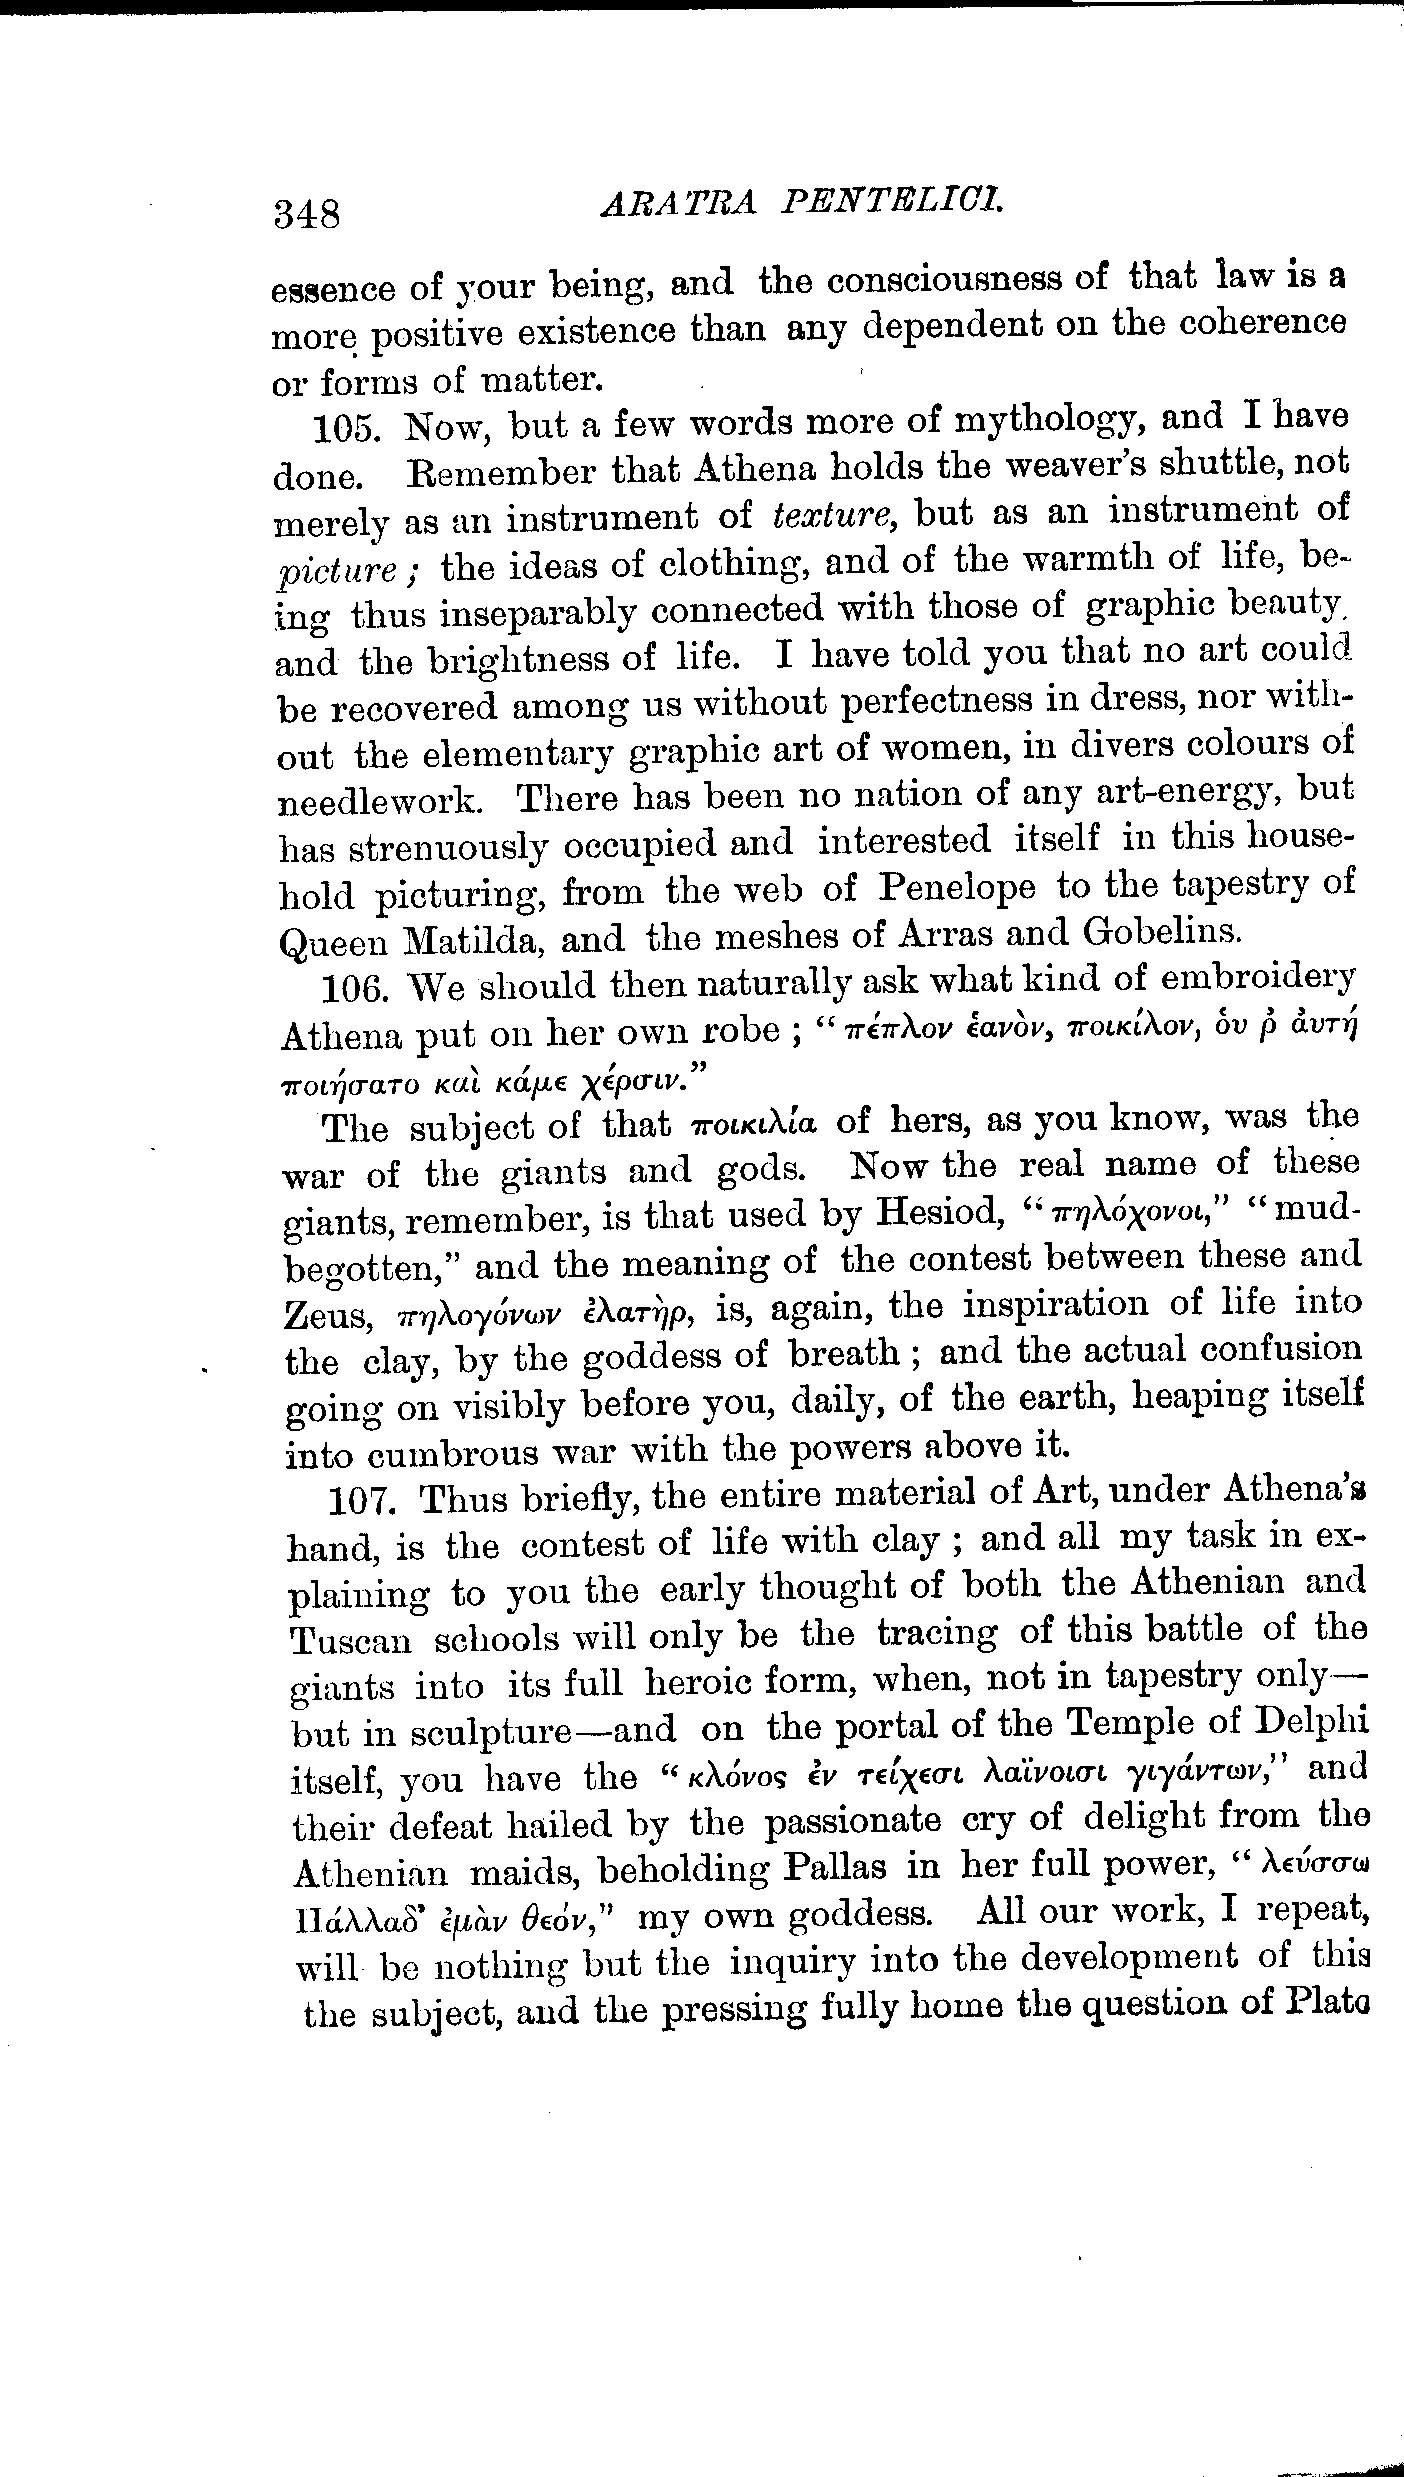 348 ARATRA PENTELICI.
essence of your being, and the consciousness of that law is a
more positive existence than any dependent on the coherence
or forms of matter.
105. Now, but a few words more of mythology, and I have
done. Remember that Athena holds the weaver's shuttle, not
merely as an instrument of texture, but as an instrument of
picture; the ideas of clothing, and of the warmth of life, be-
ing thus inseparably connected with those of graphic beauty
and the brightness of life. I have told you that no art could
be recovered among us without perfectness in dress, nor with-
out the elementary graphic art of women, in divers colours of
needlework. There has been no nation of any art-energy, but
has strenuously occupied and interested itself in this house-
hold picturing, from the web of Penelope to the tapestry of
Queen Matilda, and the meshes of Arras and Gobelins.
106. We should then naturally ask what kind of embroidery
Athena put on her own robe; “πέπλον ἑανὸν, ποικίλον, ὁν ῥ ἀυτή
ποιήσατο καὶ κάμε χέρσιν.”
The subject of that ποικιλία of hers, as you know, was the
war of the giants and gods. Now the real name of these
giants, remember, is that used by Hesiod, “πηλόχονοι,” “mud-
begotten,” and the meaning of the contest between these and
Zeus, πηλογόνων ἐλατὴρ, is, again, the inspiration of life into
the clay, by the goddess of breath; and the actual confusion
going on visibly before you, daily, of the earth, heaping itself
into cumbrous war with the powers above it.
107. Thus briefly, the entire material of Art, under Athena's
hand, is the contest of life with clay; and all my task in ex-
plaining to you the early thought of both the Athenian and
Tuscan schools will only be the tracing of this battle of the
giants into its full heroic form, when, not in tapestry only—
but in sculpture—and on the portal of the Temple of Delphi
itself, you have the “κλόνος ἐν τείχεσι λαΐνοισι γιγάντων,” and
their defeat hailed by the passionate cry of delight from the
Athenian maids, beholding Pallas in her full power, “λεύσσω
Πάλλαδ’ ἐμὰν θεόν,” my own goddess. All our work, I repeat,
will be nothing but the inquiry into the development of this
the subject, and the pressing fully home the question of Plato